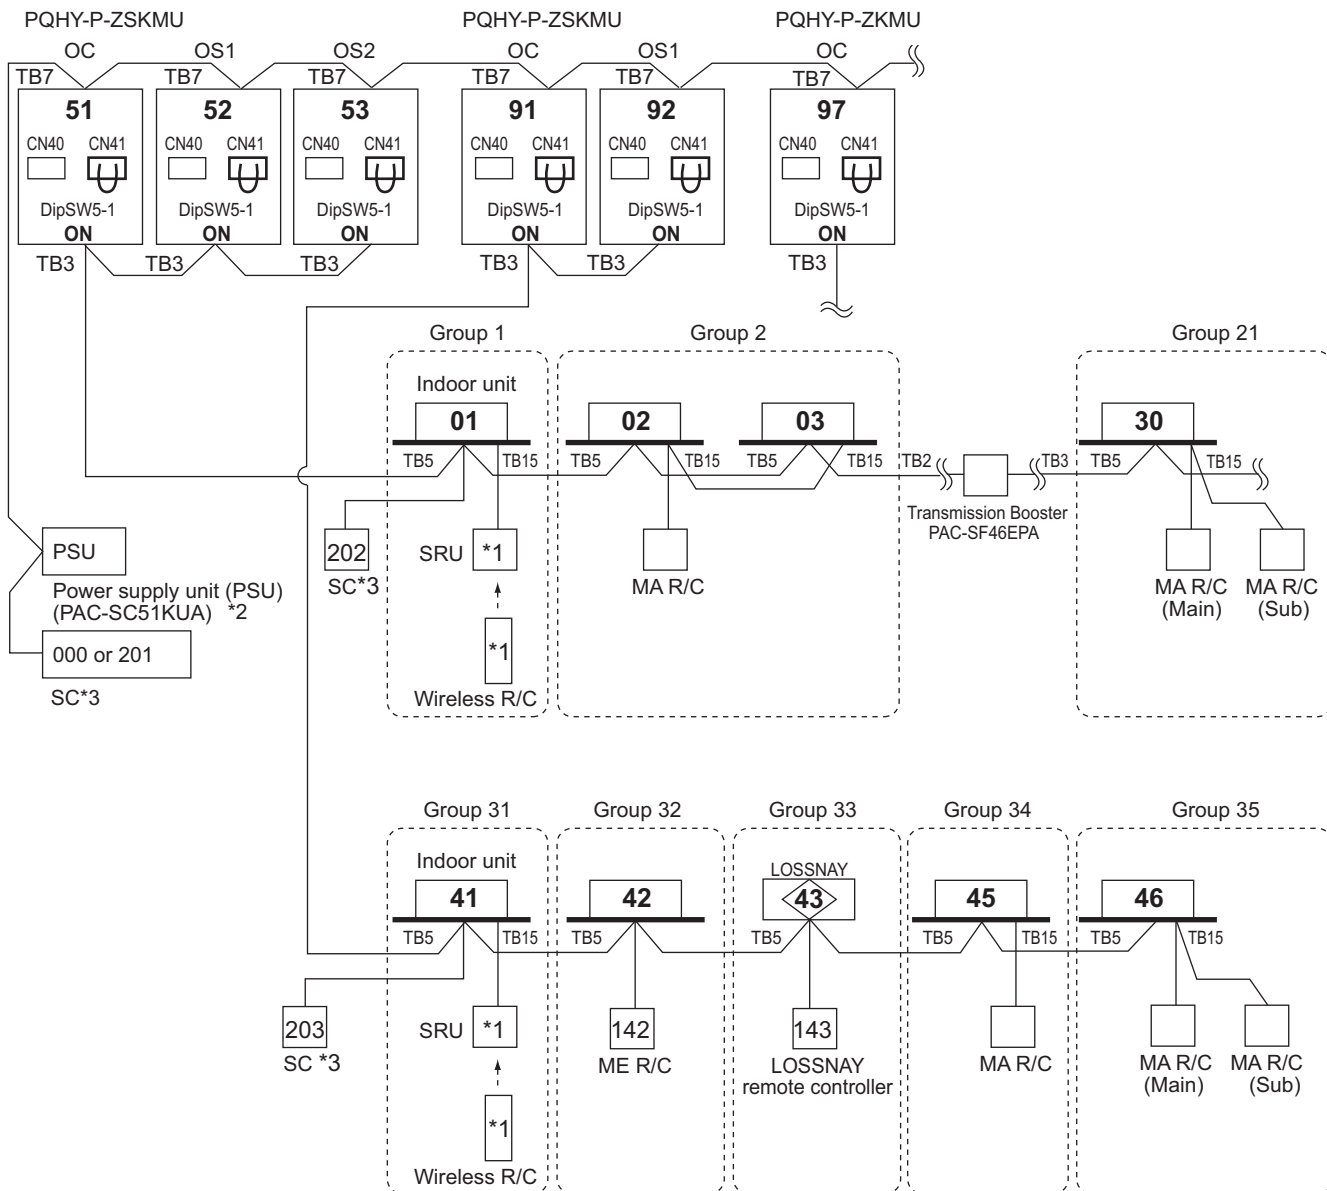 PQHY-P-ZSKMU PQHY-P-ZSKMU PQHY-P-ZKMU
OC OS1 OS2 OC OS1 OC
TB7 TB7 TB7 TB7 TB7 TB7
51 52 53 91 92 97
CN40 CN41 CN40 CN41 CN40 CN41 CN40 CN41 CN40 CN41 CN40 CN41
DipSW5-1 DipSW5-1 DipSW5-1 DipSW5-1 DipSW5-1 DipSW5-1
ON ON ON ON ON ON
TB3 TB3 TB3 TB3 TB3 TB3
Group 1 Group 2 Group 21
Indoor unit
01 02 03 30
TB5 TB15 TB5 TB15 TB5 TB15 TB2 TB3 TB5 TB15
Transmission Booster
PAC-SF46EPA
PSU
Power supply unit (PSU)
(PAC-SC51KUA) *2
000 or 201
SC*3
202
SC*3
SRU *1
*1
Wireless R/C
MA R/C
MA R/C
(Main)
MA R/C
(Sub)
Group 31 Group 32 Group 33 Group 34 Group 35
Indoor unit
LOSSNAY
41 42 43 45 46
TB5 TB15 TB5 TB5 TB5 TB15 TB5 TB15
203
SC *3
SRU *1
*1
Wireless R/C
142
ME R/C
143
LOSSNAY
remote controller
MA R/C
MA R/C
(Main)
MA R/C
(Sub)